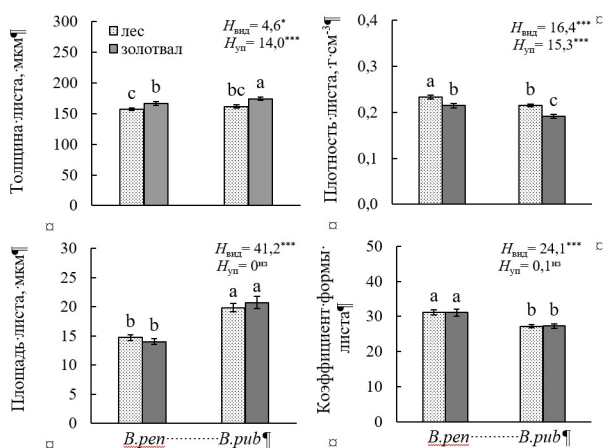 Толщина·листа,·мкм¶
300
250
200
150
100
50
0
лес
золотвал
Hвид= 4,6*
Hуп= 14,0***
c b bc a
¤
Плотность·листа,·г·см-3¶
0,4
0,3
0,2
0,1
0,0
Hвид= 16,4***
Hуп= 15,3***
¤
a b b c
¤
Площадь·листа,·мкм¶
30
25
20
15
10
5
0
Hвид= 41,2***
Hуп= 0нз
b b a a
¤
B.pen·········B.pub¶
Коэффициент·формы·
листа¶
50
40
30
20
10
0
Hвид= 24,1***
Hуп= 0,1нз
¤
a a b b
¤
B.pen·········B.pub¶